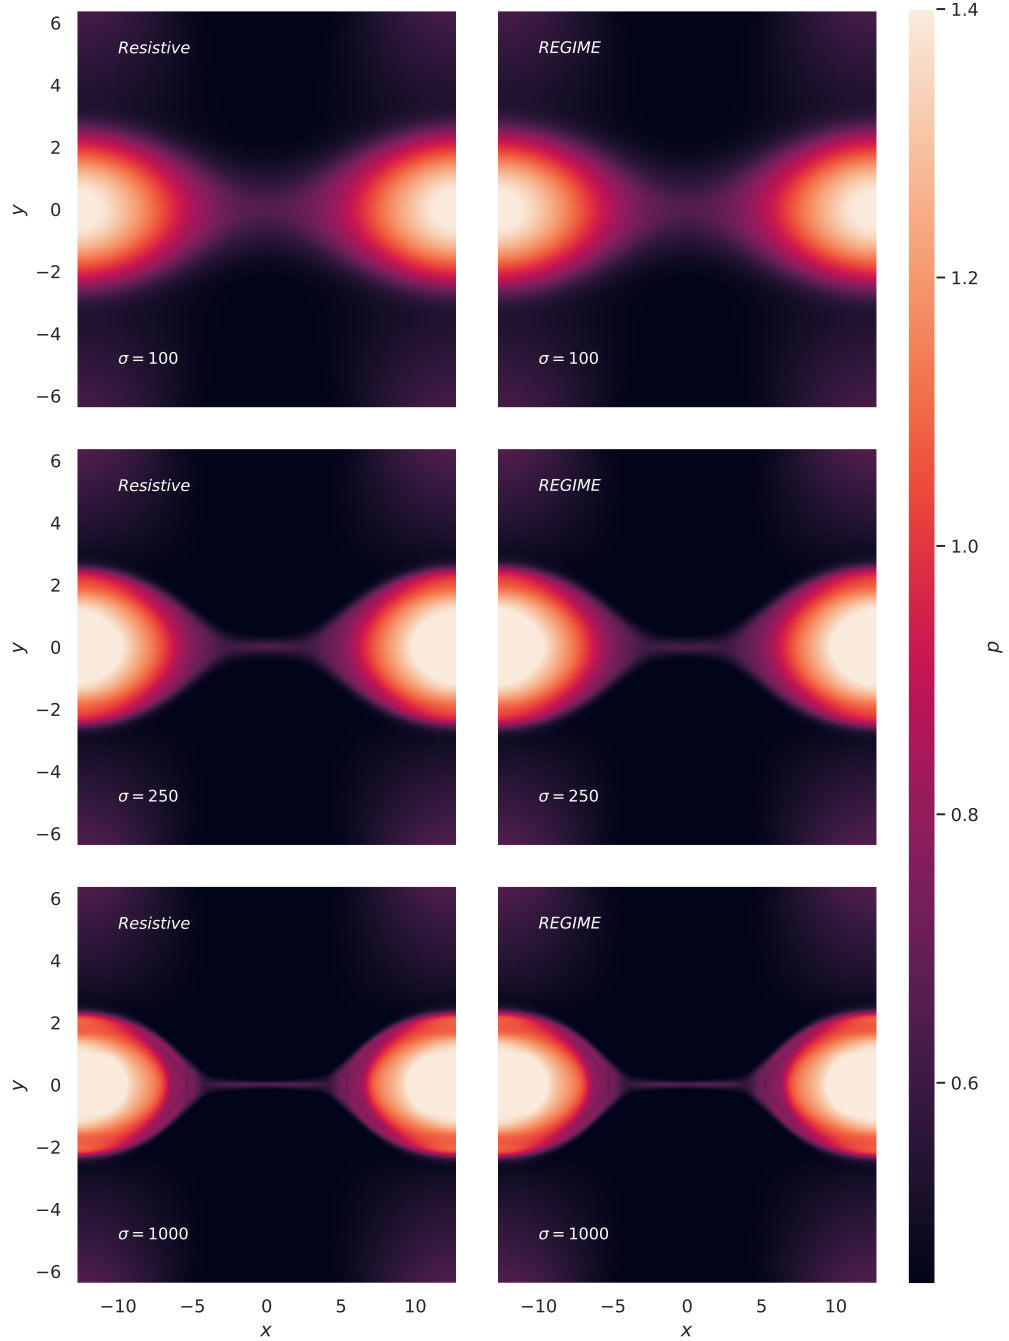 Resistive
REGIME
σ = 100
σ = 100
6
4
2
0
−2
−4
−6
y
Resistive
REGIME
σ = 250
σ = 250
6
4
2
0
−2
−4
−6
y
Resistive
REGIME
σ = 1000
σ = 1000
6
4
2
0
−2
−4
−6
y
−10 −5 0 5 10
x
−10 −5 0 5 10
x
1.4
1.2
1.0
0.8
0.6
p